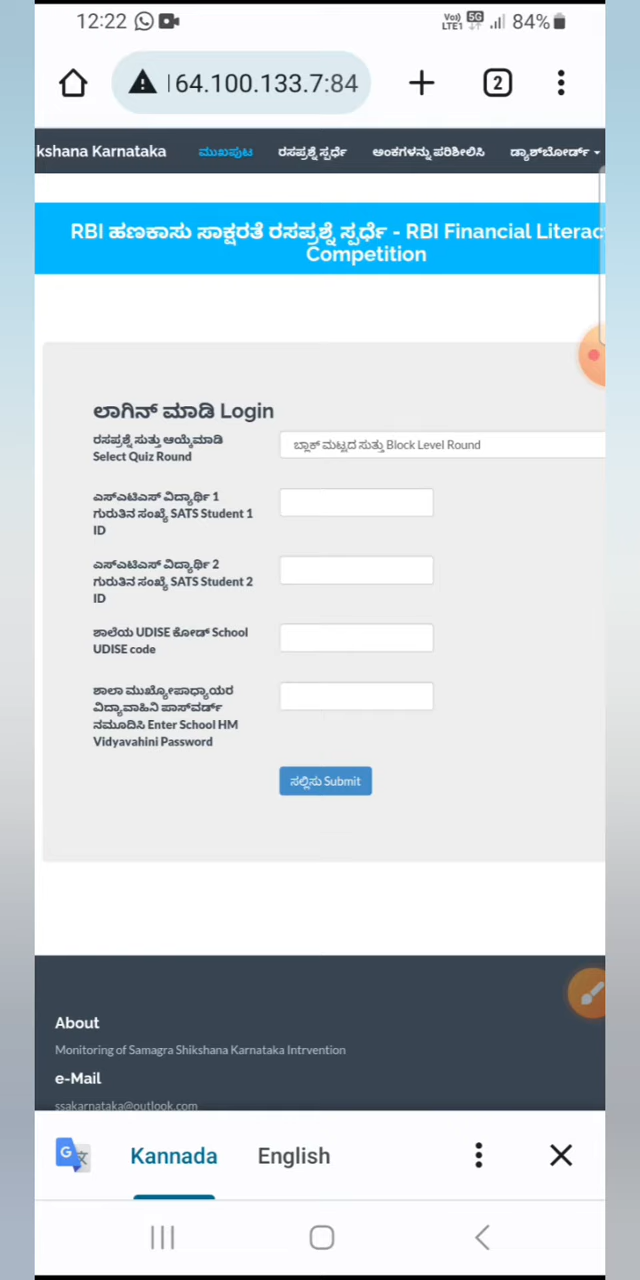 12:22 Vo)) LTE1 5G 84%
64.100.133.7:84 2
kshana Karnataka ಮುಖಪುಟ ರಸಪ್ರಶ್ನೆ ಸ್ಪರ್ಧೆ ಅಂಕಗಳನ್ನು ಪರಿಶೀಲಿಸಿ ಡ್ಯಾಶ್‌ಬೋರ್ಡ್
RBI ಹಣಕಾಸು ಸಾಕ್ಷರತೆ ರಸಪ್ರಶ್ನೆ ಸ್ಪರ್ಧೆ - RBI Financial Literac
Competition
ಲಾಗಿನ್ ಮಾಡಿ Login
ರಸಪ್ರಶ್ನೆ ಸುತ್ತು ಆಯ್ಕೆಮಾಡಿ
Select Quiz Round
ಬ್ಲಾಕ್ ಮಟ್ಟದ ಸುತ್ತು Block Level Round
ಎಸ್ಎಟಿಎಸ್ ವಿದ್ಯಾರ್ಥಿ 1
ಗುರುತಿನ ಸಂಖ್ಯೆ SATS Student 1
ID
ಎಸ್ಎಟಿಎಸ್ ವಿದ್ಯಾರ್ಥಿ 2
ಗುರುತಿನ ಸಂಖ್ಯೆ SATS Student 2
ID
ಶಾಲೆಯ UDISE ಕೋಡ್ School
UDISE code
ಶಾಲಾ ಮುಖ್ಯೋಪಾಧ್ಯಾಯರ
ವಿದ್ಯಾವಾಹಿನಿ ಪಾಸ್‌ವರ್ಡ್
ನಮೂದಿಸಿ Enter School HM
Vidyavahini Password
ಸಲ್ಲಿಸು Submit
About
Monitoring of Samagra Shikshana Karnataka Intrvention
e-Mail
ssakarnataka@outlook.com
Kannada English